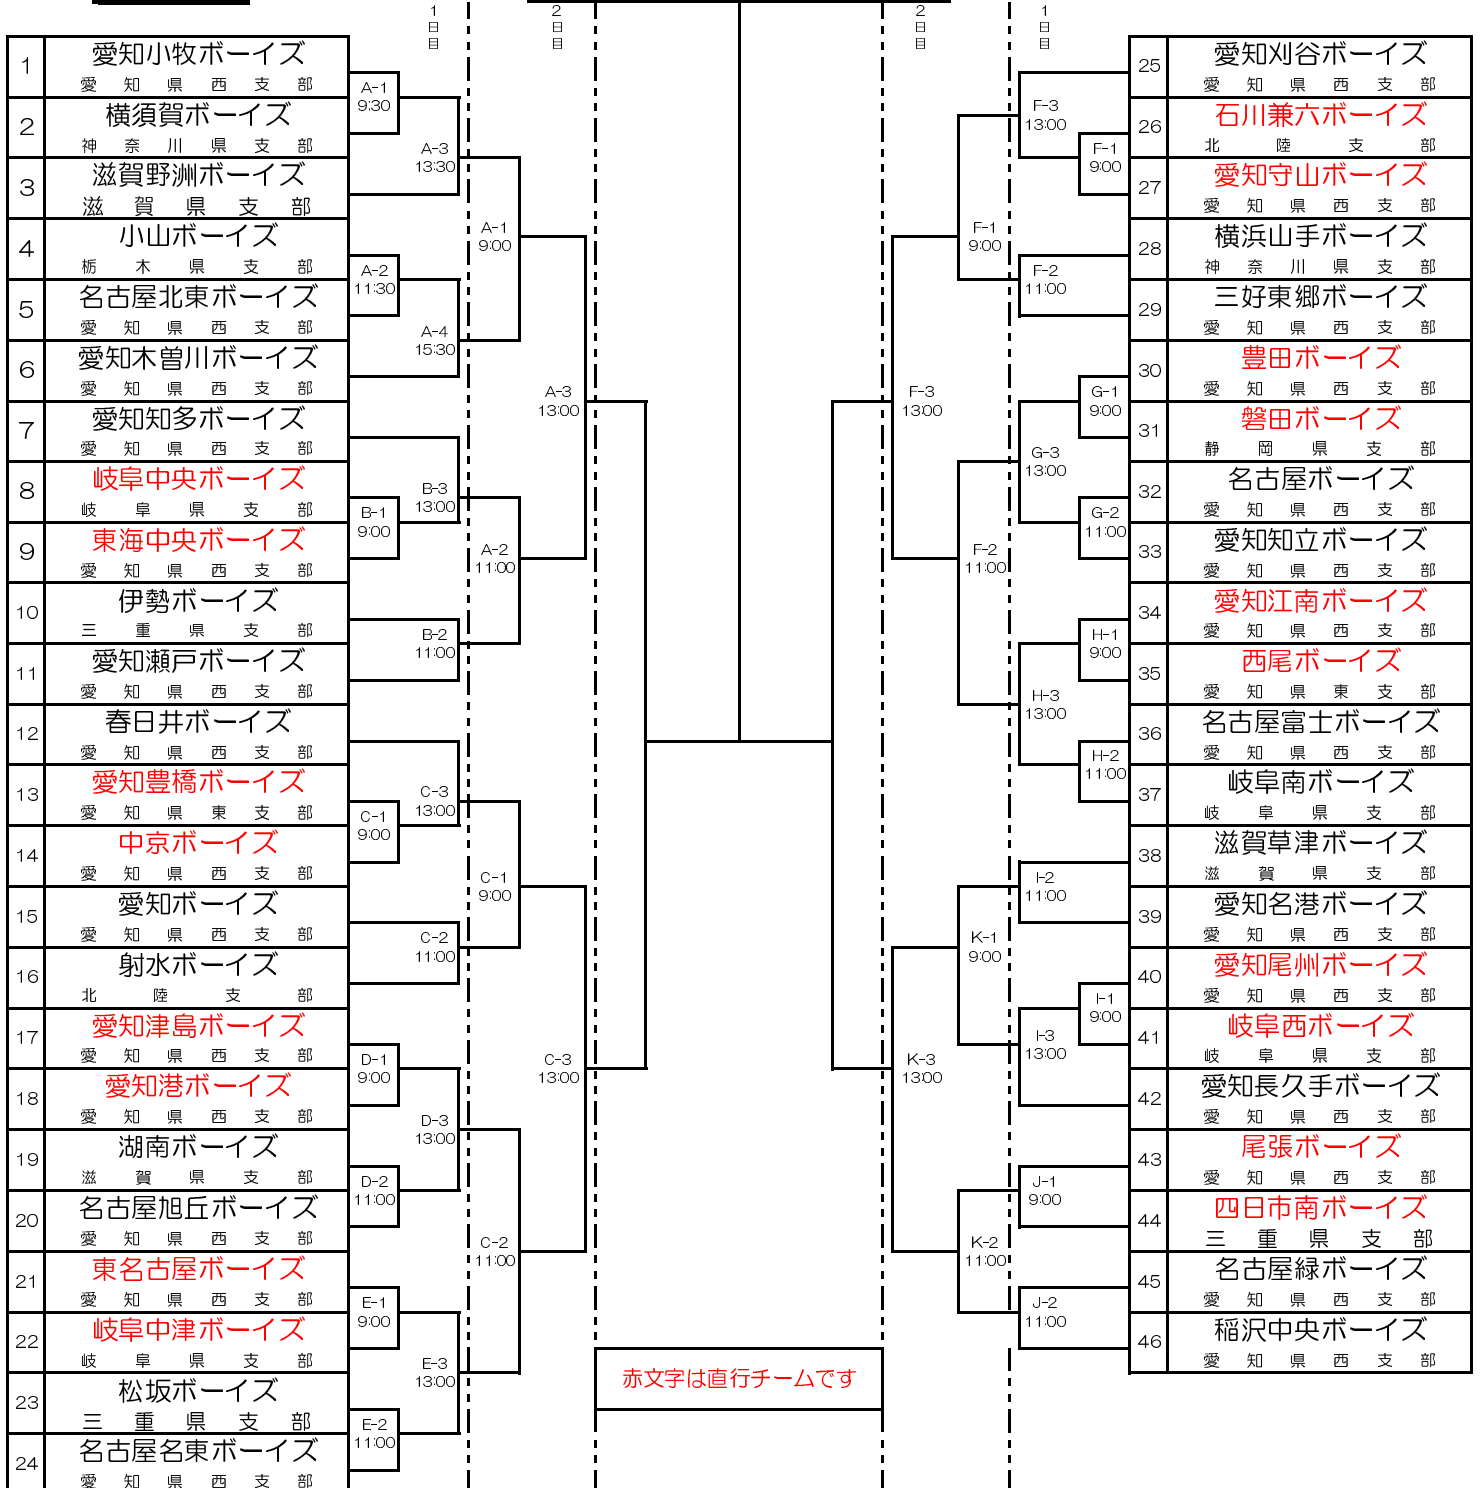 1日目
2日目
2日目
1日目
1 愛知小牧ボーイズ
愛知県西支部
2 横須賀ボーイズ
神奈川県支部
3 滋賀野洲ボーイズ
滋賀県支部
4 小山ボーイズ
栃木県支部
5 名古屋北東ボーイズ
愛知県西支部
6 愛知木曽川ボーイズ
愛知県西支部
7 愛知知多ボーイズ
愛知県西支部
8 岐阜中央ボーイズ
岐阜県支部
9 東海中央ボーイズ
愛知県西支部
10 伊勢ボーイズ
三重県支部
11 愛知瀬戸ボーイズ
愛知県西支部
12 春日井ボーイズ
愛知県西支部
13 愛知豊橋ボーイズ
愛知県東支部
14 中京ボーイズ
愛知県西支部
15 愛知ボーイズ
愛知県西支部
16 射水ボーイズ
北陸支部
17 愛知津島ボーイズ
愛知県西支部
18 愛知港ボーイズ
愛知県西支部
19 湖南ボーイズ
滋賀県支部
20 名古屋旭丘ボーイズ
愛知県西支部
21 東名古屋ボーイズ
愛知県西支部
22 岐阜中津ボーイズ
岐阜県支部
23 松坂ボーイズ
三重県支部
24 名古屋名東ボーイズ
愛知県西支部
A-1
9:30
A-2
11:30
B-1
9:00
C-1
9:00
D-1
9:00
D-2
11:00
E-1
9:00
E-2
11:00
A-3
13:30
A-4
15:30
B-3
13:00
B-2
11:00
C-3
13:00
C-2
11:00
D-3
13:00
E-3
13:00
A-1
9:00
A-2
11:00
C-1
9:00
C-2
11:00
A-3
13:00
C-3
13:00
赤文字は直行チームです
F-3
13:00
K-3
13:00
F-1
9:00
F-2
11:00
K-1
9:00
K-2
11:00
F-3
13:00
F-2
11:00
G-3
13:00
H-3
13:00
I-2
11:00
I-3
13:00
J-1
9:00
J-2
11:00
F-1
9:00
G-1
9:00
G-2
11:00
H-1
9:00
H-2
11:00
I-1
9:00
25 愛知刈谷ボーイズ
愛知県西支部
26 石川兼六ボーイズ
北陸支部
27 愛知守山ボーイズ
愛知県西支部
28 横浜山手ボーイズ
神奈川県支部
29 三好東郷ボーイズ
愛知県西支部
30 豊田ボーイズ
愛知県西支部
31 磐田ボーイズ
静岡県支部
32 名古屋ボーイズ
愛知県西支部
33 愛知知立ボーイズ
愛知県西支部
34 愛知江南ボーイズ
愛知県西支部
35 西尾ボーイズ
愛知県東支部
36 名古屋富士ボーイズ
愛知県西支部
37 岐阜南ボーイズ
岐阜県支部
38 滋賀草津ボーイズ
滋賀県支部
39 愛知名港ボーイズ
愛知県西支部
40 愛知尾州ボーイズ
愛知県西支部
41 岐阜西ボーイズ
岐阜県支部
42 愛知長久手ボーイズ
愛知県西支部
43 尾張ボーイズ
愛知県西支部
44 四日市南ボーイズ
三重県支部
45 名古屋緑ボーイズ
愛知県西支部
46 稲沢中央ボーイズ
愛知県西支部